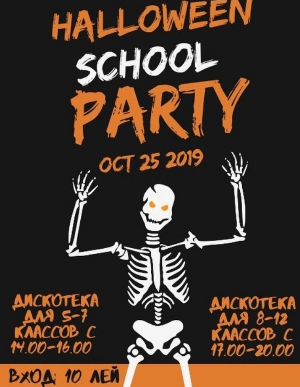 HALLOWEEN
SCHOOL
PARTY
OCT 25 2019
ДИСКОТЕКА
ДЛЯ 5-7
КЛАССОВ С
14.00-16.00
ДИСКОТЕКА
ДЛЯ 8-12
КЛАССОВ С
17.00-20.00
ВХОД: 10 ЛЕЙ